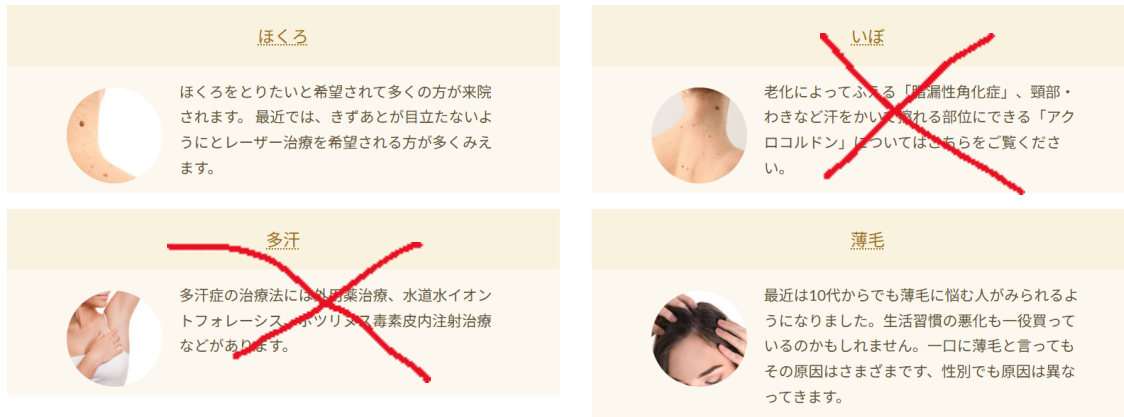 ほくろ
ほくろをとりたいと希望されて多くの方が来院
されます。 最近では、きずあとが目立たないよ
うにとレーザー治療を希望される方が多くみえ
ます。
いぼ
老化によってふえる「脂漏性角化症」、頸部・
わきなど汗をかいて擦れる部位にできる「アク
ロコルドン」についてはこちらをご覧くださ
い。
多汗
多汗症の治療法には外用薬治療、水道水イオン
トフォレーシス、ボツリヌス毒素皮内注射治療
などがあります。
薄毛
最近は10代からでも薄毛に悩む人がみられるよ
うになりました。生活習慣の悪化も一役買って
いるのかもしれません。一口に薄毛と言っても
その原因はさまざまです、性別でも原因は異な
ってきます。